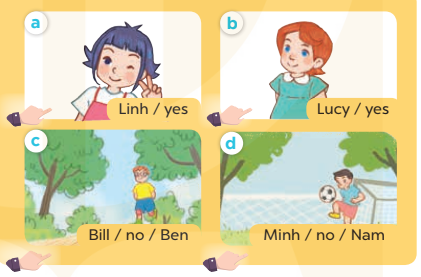 a
Linh / yes
b
Lucy / yes
c
Bill / no / Ben
d
Minh / no / Nam